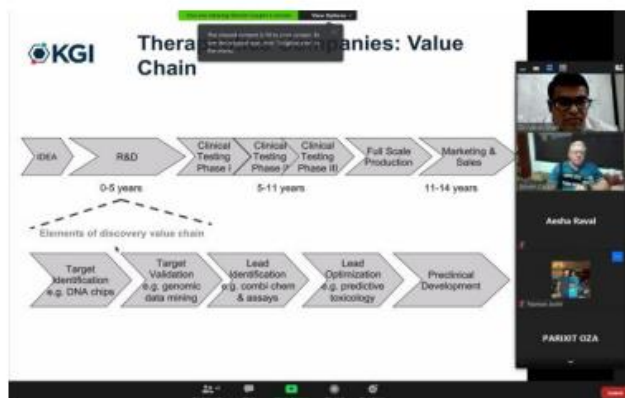 View Options
KGI
Companies: Value
Chain
IDEA
R&D
Clinical
Testing
Phase I
Clinical
Testing
Phase II
Clinical
Testing
Phase III
Full Scale
Production
Marketing &
Sales
0-5 years
5-11 years
11-14 years
Elements of discovery value chain
Target
Identification
e.g. DNA chips
Target
Validation
e.g. genomic
data mining
Lead
Identification
e.g. combi chem
& assays
Lead
Optimization
e.g. predictive
toxicology
Preclinical
Development
Aesha Raval
PARIXIT OZA